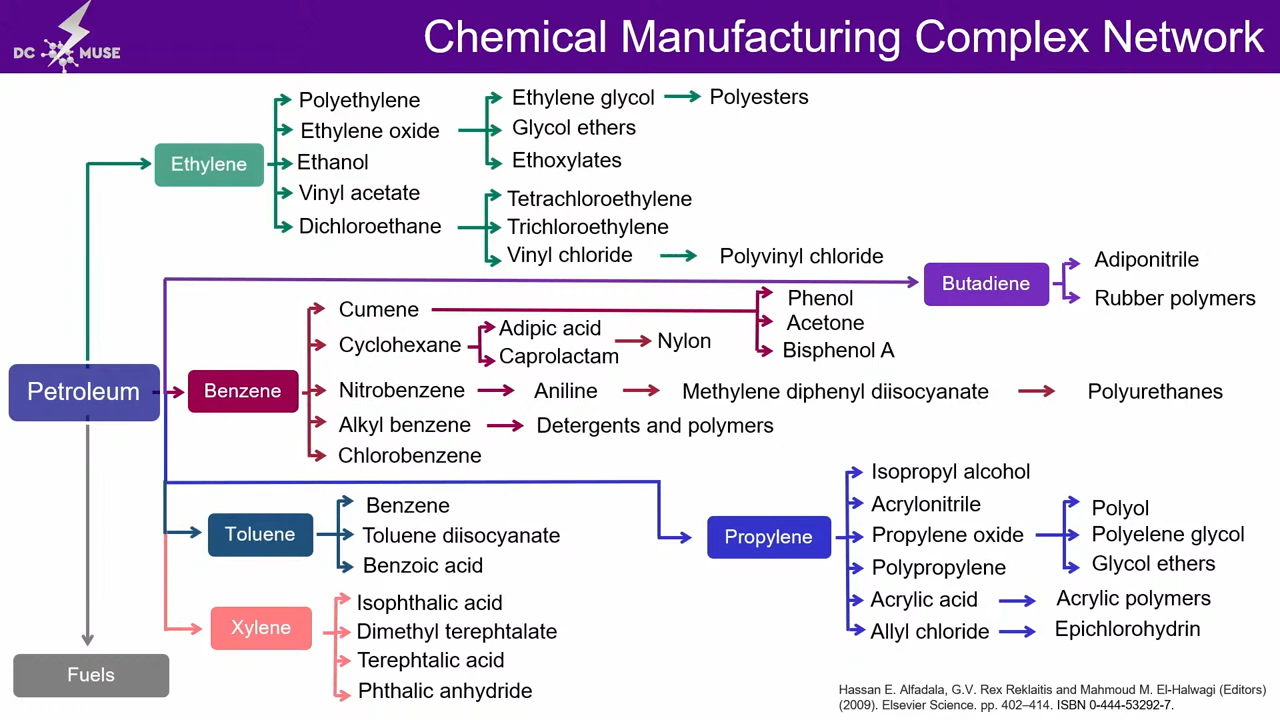 DC MUSE
Chemical Manufacturing Complex Network
Petroleum
Ethylene
Polyethylene
Ethylene oxide
Ethanol
Vinyl acetate
Dichloroethane
Ethylene glycol
Polyesters
Glycol ethers
Ethoxylates
Tetrachloroethylene
Trichloroethylene
Vinyl chloride
Polyvinyl chloride
Butadiene
Adiponitrile
Rubber polymers
Benzene
Cumene
Phenol
Acetone
Bisphenol A
Cyclohexane
Adipic acid
Caprolactam
Nylon
Nitrobenzene
Aniline
Methylene diphenyl diisocyanate
Polyurethanes
Alkyl benzene
Detergents and polymers
Chlorobenzene
Toluene
Benzene
Toluene diisocyanate
Benzoic acid
Propylene
Isopropyl alcohol
Acrylonitrile
Propylene oxide
Polyol
Polyelene glycol
Glycol ethers
Polypropylene
Acrylic acid
Acrylic polymers
Allyl chloride
Epichlorohydrin
Xylene
Isophthalic acid
Dimethyl terephtalate
Terephtalic acid
Phthalic anhydride
Fuels
Hassan E. Alfadala, G.V. Rex Reklaitis and Mahmoud M. El-Halwagi (Editors)
(2009). Elsevier Science. pp. 402–414. ISBN 0-444-53292-7.